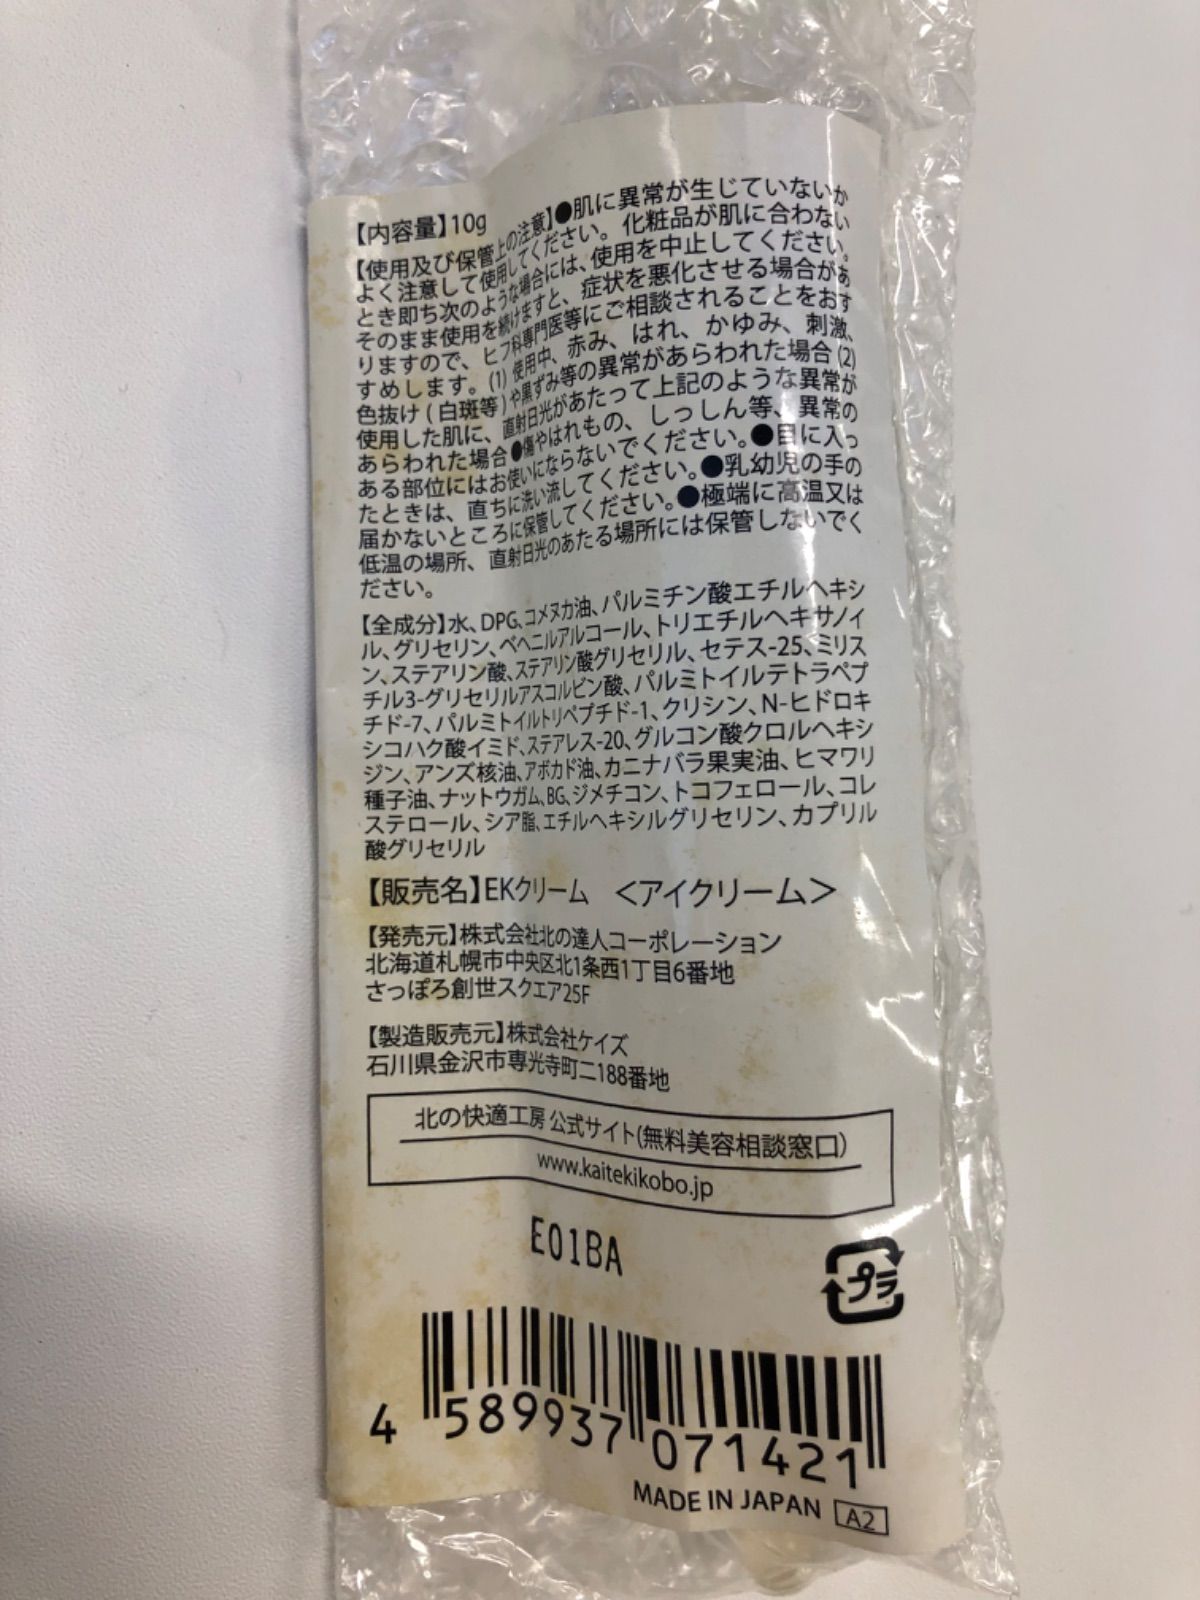 【内容量】10g
【使用及び保管上の注意】●肌に異常が生じていないか
よく注意して使用してください。化粧品が肌に合わない
とき即ち次のような場合には、使用を中止してください。
そのまま使用を続けますと、症状を悪化させる場合があ
りますので、ヒフ科専門医等にご相談されることをおす
すめします。(1) 使用中、赤み、はれ、かゆみ、刺激、
色抜け(白斑等)や黒ずみ等の異常があらわれた場合(2)
使用した肌に、直射日光があたって上記のような異常が
あらわれた場合●傷やはれもの、しっしん等、異常の
ある部位にはお使いにならないでください。●目に入っ
たときは、直ちに洗い流してください。●乳幼児の手の
届かないところに保管してください。●極端に高温又は
低温の場所、直射日光のあたる場所には保管しないでく
ださい。
【全成分】水、DPG、コメヌカ油、パルミチン酸エチルヘキシ
ル、グリセリン、ベヘニルアルコール、トリエチルヘキサノイ
ン、ステアリン酸、ステアリン酸グリセリル、セテス-25、ミリス
チル3-グリセリルアスコルビン酸、パルミトイルテトラペプ
チド-7、パルミトイルトリペプチド-1、クリシン、N-ヒドロキ
シコハク酸イミド、ステアレス-20、グルコン酸クロルヘキシ
ジン、アンズ核油、アボカド油、カニナバラ果実油、ヒマワリ
種子油、ナットウガム、BG、ジメチコン、トコフェロール、コレ
ステロール、シア脂、エチルヘキシルグリセリン、カプリル
酸グリセリル
【販売名】EKクリーム <アイクリーム>
【発売元】株式会社北の達人コーポレーション
北海道札幌市中央区北1条西1丁目6番地
さっぽろ創世スクエア25F
【製造販売元】株式会社ケイズ
石川県金沢市専光寺町二188番地
北の快適工房 公式サイト(無料美容相談窓口)
www.kaitekikobo.jp
E01BA
プラ
4 589937 071421
MADE IN JAPAN A2